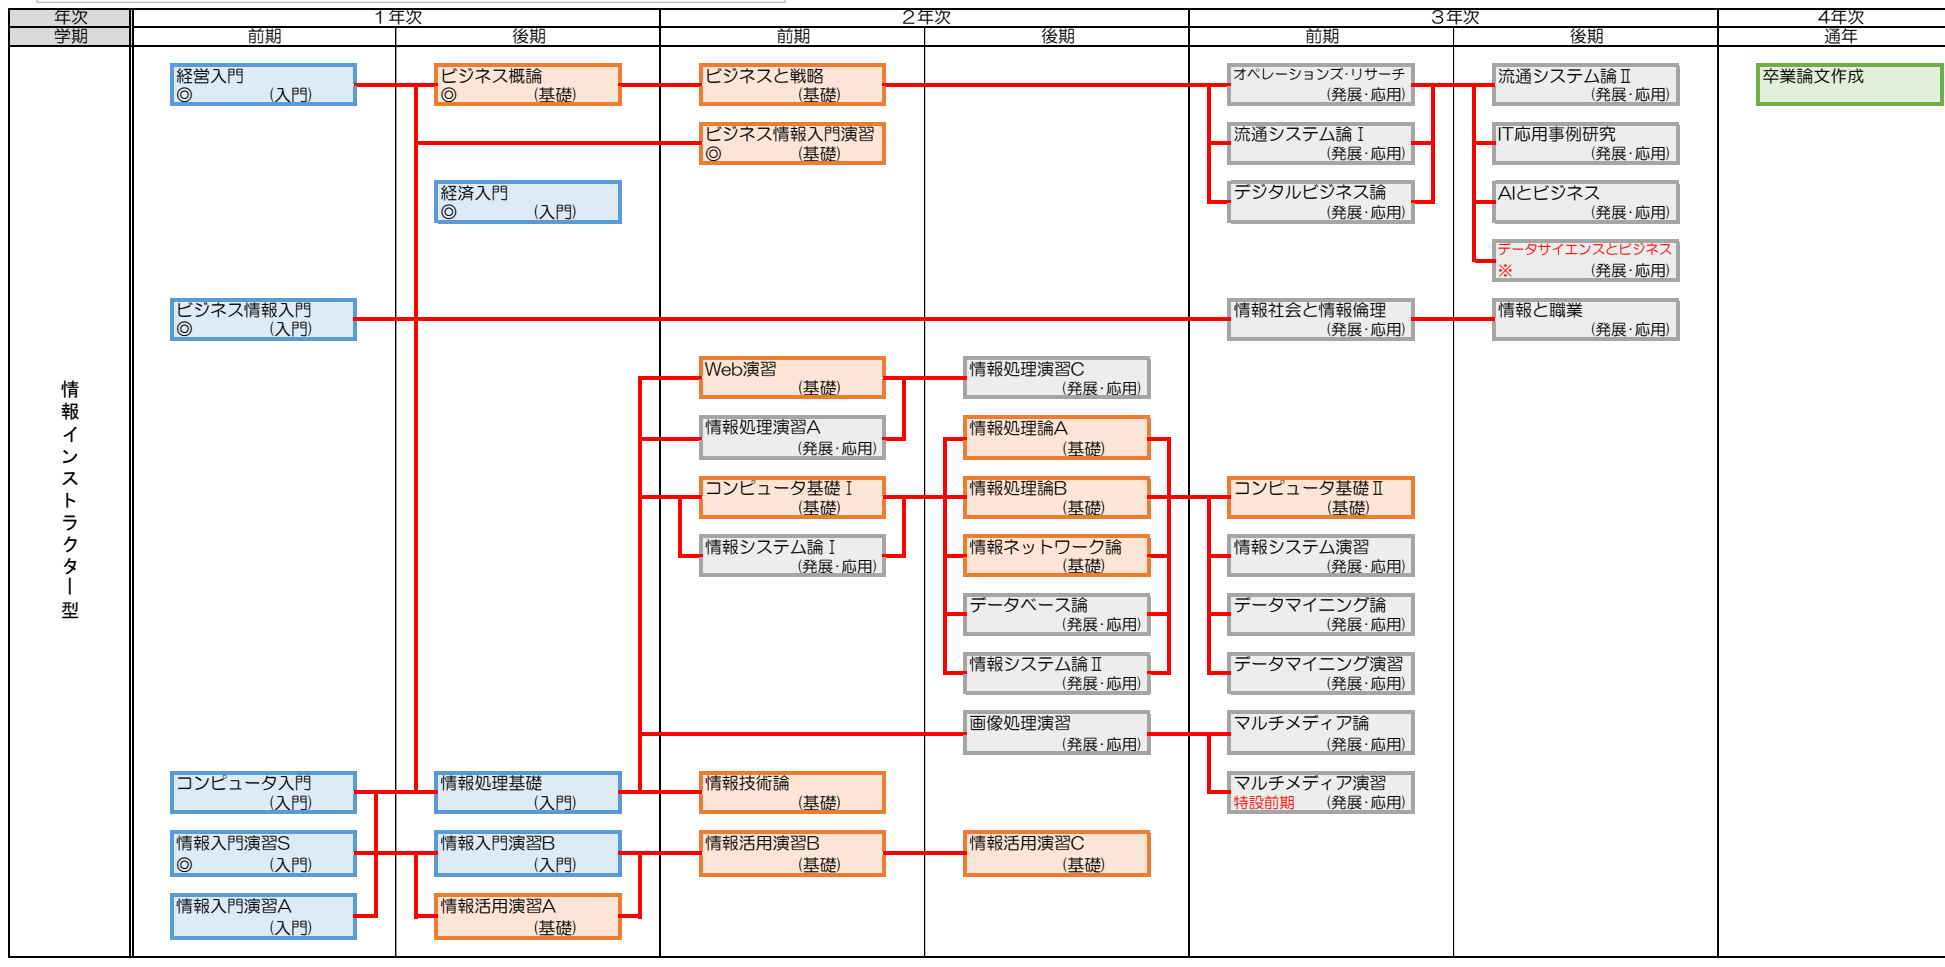 年次 1年次 2年次 3年次 4年次
学期 前期 後期 前期 後期 前期 後期 通年
情報インストラクター型
経営入門
◎ (入門)
ビジネス概論
◎ (基礎)
ビジネスと戦略
(基礎)
オペレーションズ・リサーチ
(発展・応用)
流通システム論Ⅱ
(発展・応用)
卒業論文作成
ビジネス情報入門演習
◎ (基礎)
流通システム論Ⅰ
(発展・応用)
IT応用事例研究
(発展・応用)
経済入門
◎ (入門)
デジタルビジネス論
(発展・応用)
AIとビジネス
(発展・応用)
データサイエンスとビジネス
※ (発展・応用)
ビジネス情報入門
◎ (入門)
情報社会と情報倫理
(発展・応用)
情報と職業
(発展・応用)
Web演習
(基礎)
情報処理演習C
(発展・応用)
情報処理演習A
(発展・応用)
情報処理論A
(基礎)
コンピュータ基礎Ⅰ
(基礎)
情報処理論B
(基礎)
コンピュータ基礎Ⅱ
(基礎)
情報システム論Ⅰ
(発展・応用)
情報ネットワーク論
(基礎)
情報システム演習
(発展・応用)
データベース論
(発展・応用)
データマイニング論
(発展・応用)
情報システム論Ⅱ
(発展・応用)
データマイニング演習
(発展・応用)
画像処理演習
(発展・応用)
マルチメディア論
(発展・応用)
コンピュータ入門
(入門)
情報処理基礎
(入門)
情報技術論
(基礎)
マルチメディア演習
特設前期 (発展・応用)
情報入門演習S
◎ (入門)
情報入門演習B
(入門)
情報活用演習B
(基礎)
情報活用演習C
(基礎)
情報入門演習A
(入門)
情報活用演習A
(基礎)